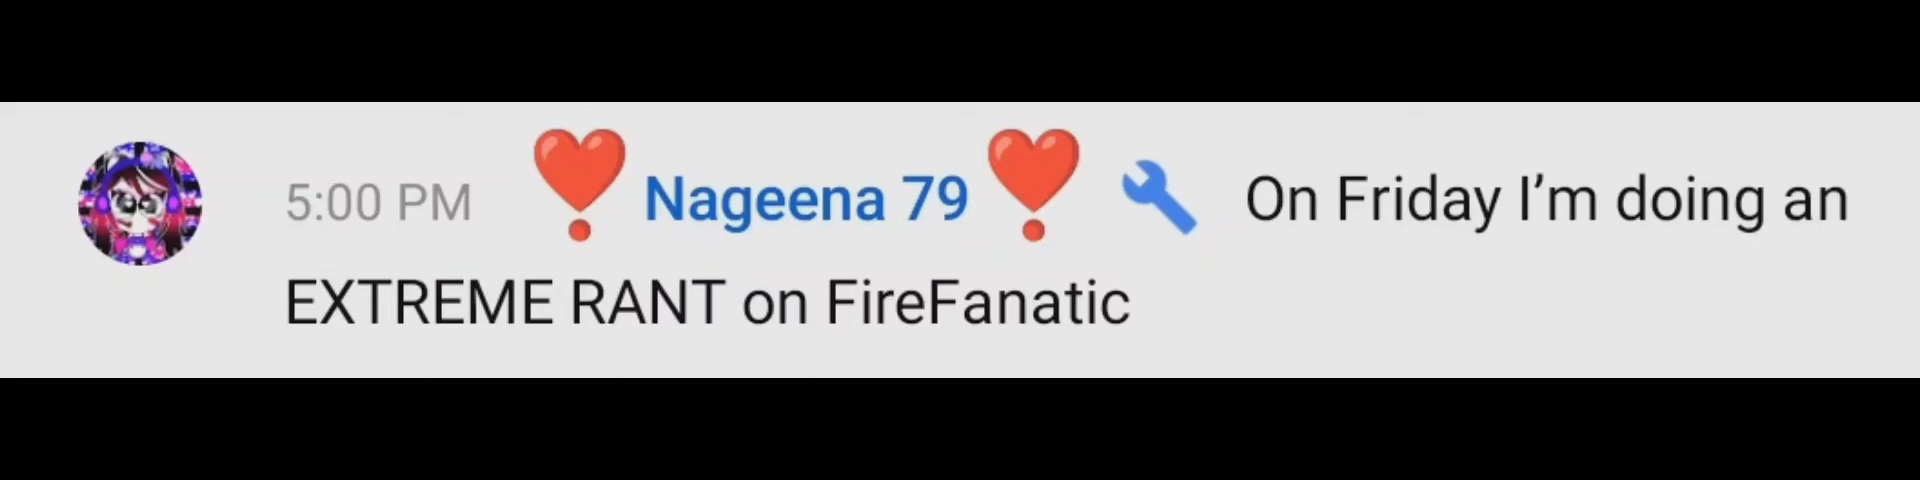 5:00 PM ❣️Nageena 79❣️ On Friday I’m doing an
EXTREME RANT on FireFanatic